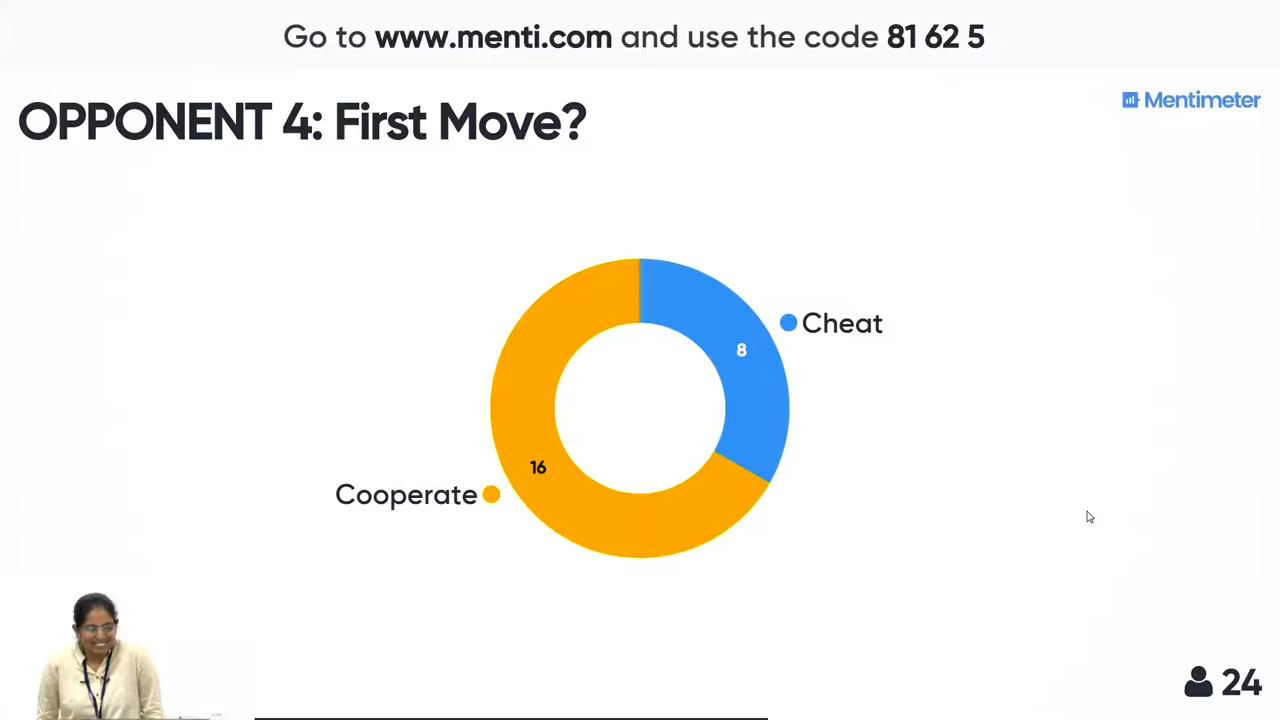 Go to www.menti.com and use the code 81 62 5
Mentimeter
OPPONENT 4: First Move?
Cheat
8
16
Cooperate
24